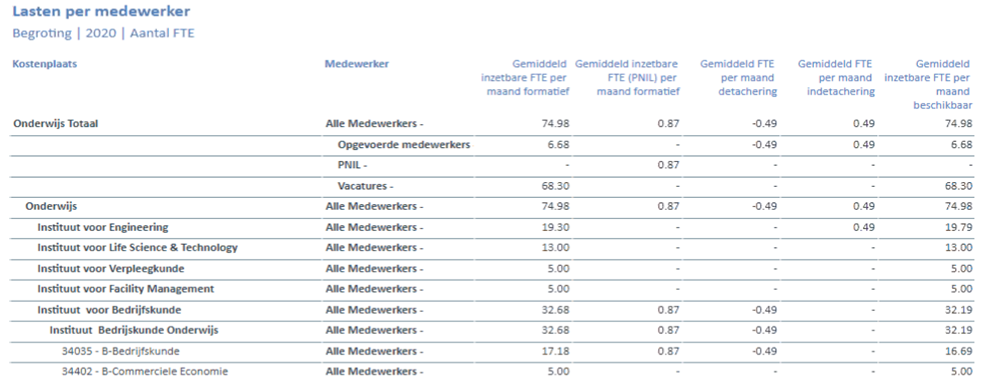 Lasten per medewerker
Begroting | 2020 | Aantal FTE
Kostenplaats Medewerker Gemiddeld Gemiddeld inzetbare Gemiddeld FTE Gemiddeld FTE Gemiddeld
inzetbare FTE per FTE (PNIL) per per maand per maand inzetbare FTE per
maand formatief maand formatief detachering indetachering maand
beschikbaar
Onderwijs Totaal Alle Medewerkers - 74.98 0.87 -0.49 0.49 74.98
Opgevoerde medewerkers 6.68 - -0.49 0.49 6.68
PNIL - - 0.87 - - -
Vacatures - 68.30 - - - 68.30
Onderwijs Alle Medewerkers - 74.98 0.87 -0.49 0.49 74.98
Instituut voor Engineering Alle Medewerkers - 19.30 - - 0.49 19.79
Instituut voor Life Science & Technology Alle Medewerkers - 13.00 - - - 13.00
Instituut voor Verpleegkunde Alle Medewerkers - 5.00 - - - 5.00
Instituut voor Facility Management Alle Medewerkers - 5.00 - - - 5.00
Instituut voor Bedrijfskunde Alle Medewerkers - 32.68 0.87 -0.49 - 32.19
Instituut Bedrijskunde Onderwijs Alle Medewerkers - 32.68 0.87 -0.49 - 32.19
34035 - B-Bedrijfskunde Alle Medewerkers - 17.18 0.87 -0.49 - 16.69
34402 - B-Commerciele Economie Alle Medewerkers - 5.00 - - - 5.00